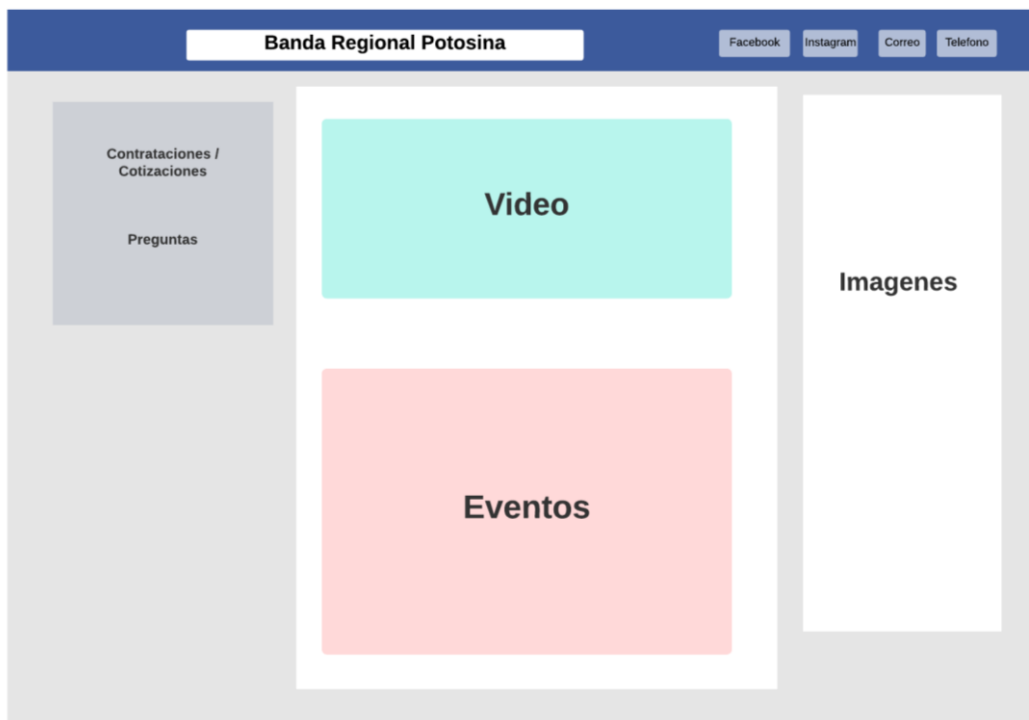 Banda Regional Potosina
Facebook
Instagram
Correo
Telefono
Contrataciones /
Cotizaciones
Preguntas
Video
Imagenes
Eventos